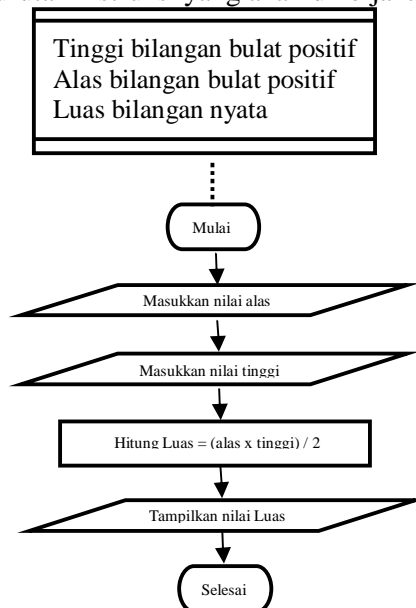 Tinggi bilangan bulat positif
Alas bilangan bulat positif
Luas bilangan nyata
Mulai
Masukkan nilai alas
Masukkan nilai tinggi
Hitung Luas = (alas x tinggi) / 2
Tampilkan nilai Luas
Selesai